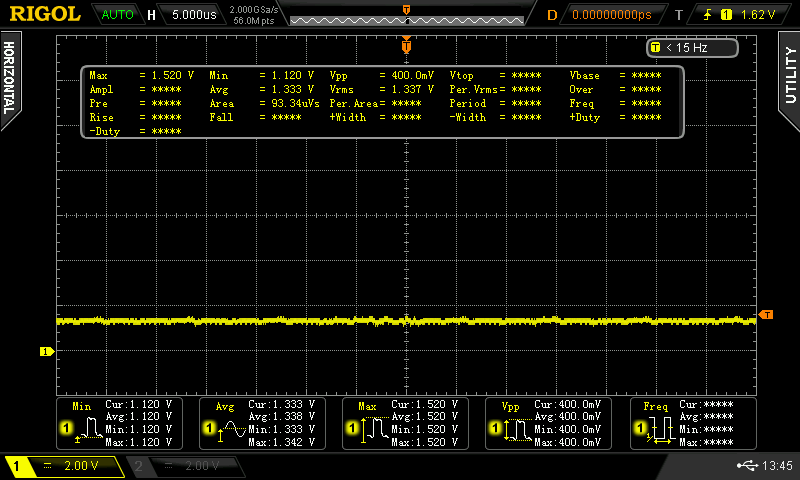 RIGOL AUTO H 5.000us 2.000GSa/s 56.0M pts T D 0.00000000ps T 1 1.62 V
T
T < 15 Hz
HORIZONTAL
UTILITY
Max = 1.520 V Min = 1.120 V Vpp = 400.0mV Vtop = ***** Vbase = *****
Ampl = ***** Avg = 1.333 V Vrms = 1.337 V Per.Vrms= ***** Over = *****
Pre = ***** Area = 93.34uVs Per.Area= ***** Period = ***** Freq = *****
Rise = ***** Fall = ***** +Width = ***** -Width = ***** +Duty = *****
-Duty = *****
T
1
Min Cur:1.120 V Avg Cur:1.333 V Max Cur:1.520 V Vpp Cur:400.0mV Freq Cur:*****
Avg:1.120 V Avg:1.338 V Avg:1.520 V Avg:400.0mV Avg:*****
1 Min:1.120 V 1 Min:1.333 V 1 Min:1.520 V 1 Min:400.0mV 1 Min:*****
Max:1.120 V Max:1.342 V Max:1.520 V Max:400.0mV Max:*****
1 2.00 V 2 2.00 V 13:45